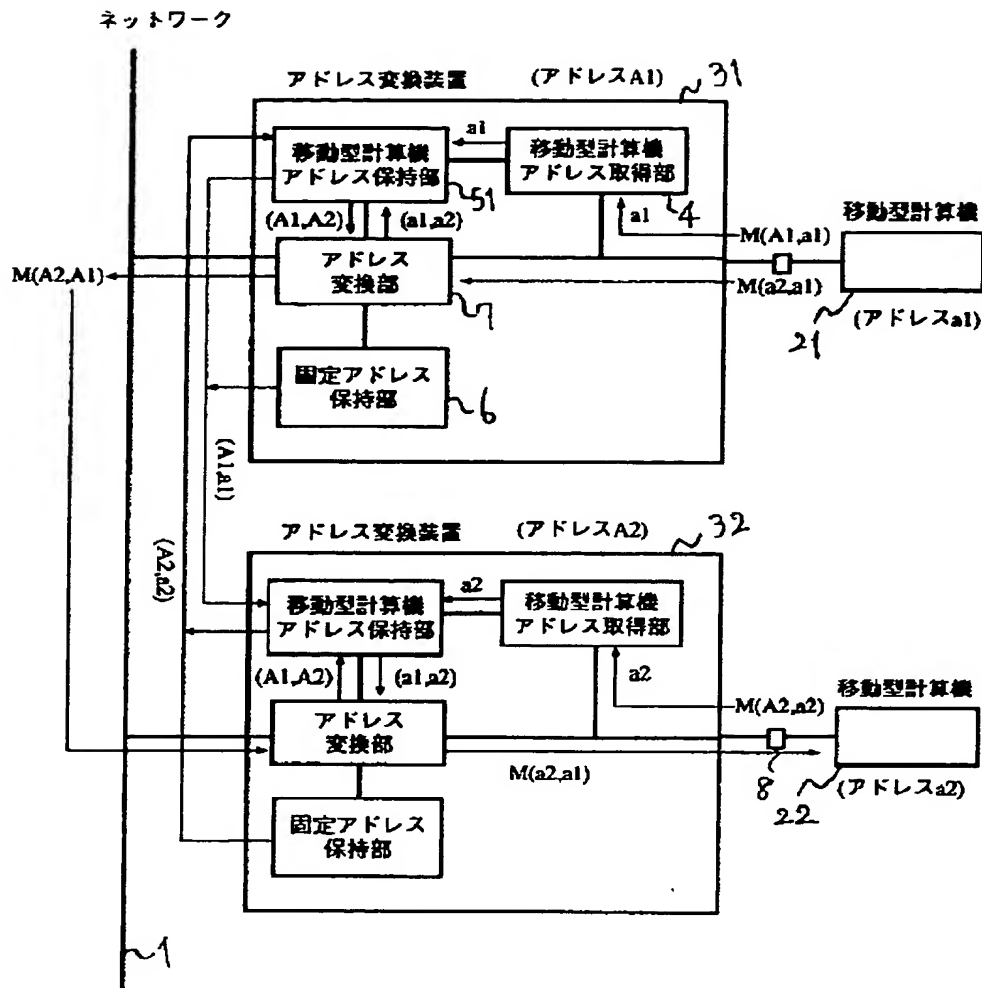 ネットワーク
アドレス変換装置
(アドレスA1)
31
移動型計算機
アドレス保持部
51
a1
移動型計算機
アドレス取得部
4
a1
移動型計算機
M(A1,a1)
(A1,A2)
(a1,a2)
M(A2,A1)
アドレス
変換部
7
M(a2,a1)
21
(アドレスa1)
固定アドレス
保持部
6
(A1,a1)
(A2,a2)
アドレス変換装置
(アドレスA2)
32
移動型計算機
アドレス保持部
a2
移動型計算機
アドレス取得部
a2
移動型計算機
M(A2,a2)
(A1,A2)
(a1,a2)
アドレス
変換部
M(a2,a1)
8
22
(アドレスa2)
固定アドレス
保持部
1